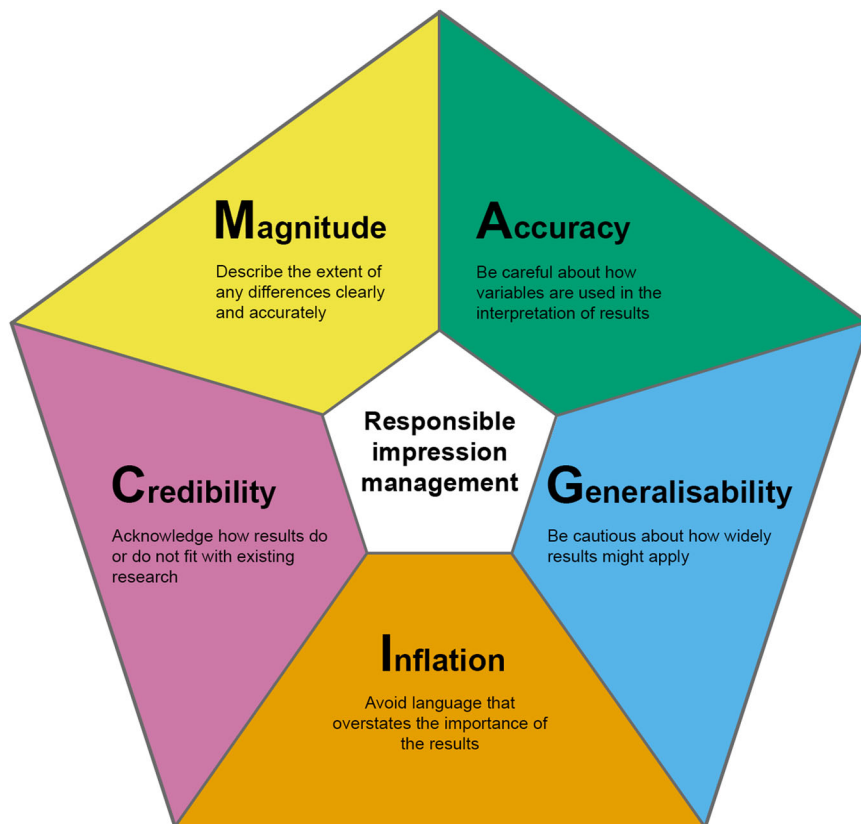 Magnitude
Describe the extent of
any differences clearly
and accurately
Accuracy
Be careful about how
variables are used in the
interpretation of results
Responsible
impression
management
Credibility
Acknowledge how results do
or do not fit with existing
research
Generalisability
Be cautious about how widely
results might apply
Inflation
Avoid language that
overstates the importance of
the results